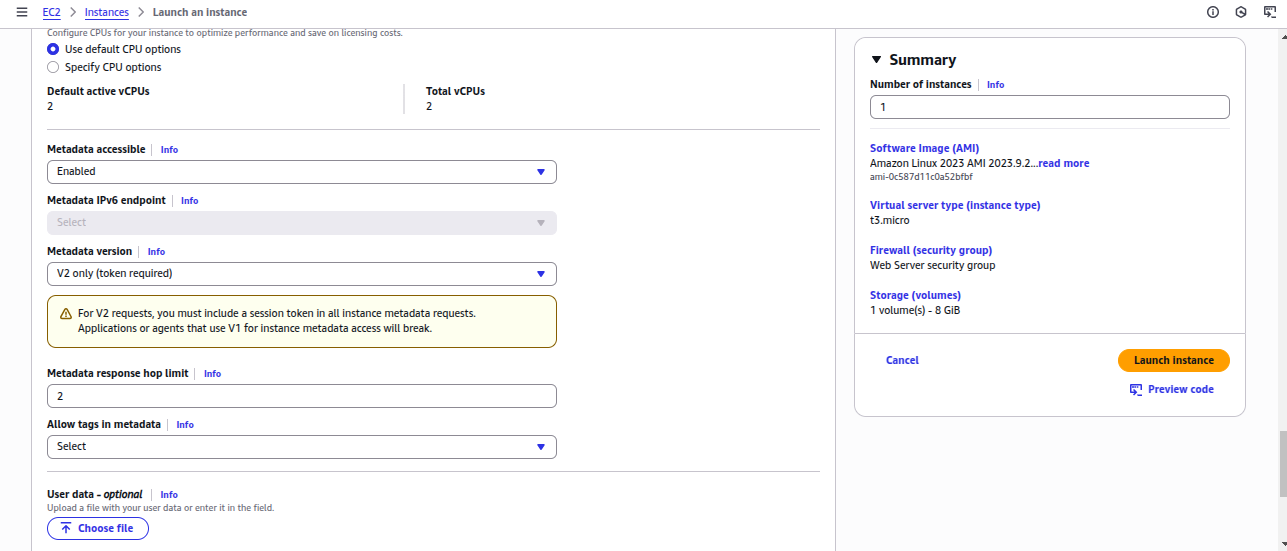 EC2 > Instances > Launch an instance
Configure CPUs for your instance to optimize performance and save on licensing costs.
Use default CPU options
Specify CPU options
Default active vCPUs
2
Total vCPUs
2
Metadata accessible | Info
Enabled
Metadata IPv6 endpoint | Info
Select
Metadata version | Info
V2 only (token required)
For V2 requests, you must include a session token in all instance metadata requests.
Applications or agents that use V1 for instance metadata access will break.
Metadata response hop limit | Info
2
Allow tags in metadata | Info
Select
User data - optional | Info
Upload a file with your user data or enter it in the field.
Choose file
Summary
Number of instances | Info
1
Software Image (AMI)
Amazon Linux 2023 AMI 2023.9.2...read more
ami-0c587d11c0a52bfbf
Virtual server type (instance type)
t3.micro
Firewall (security group)
Web Server security group
Storage (volumes)
1 volume(s) - 8 GiB
Cancel
Launch instance
Preview code